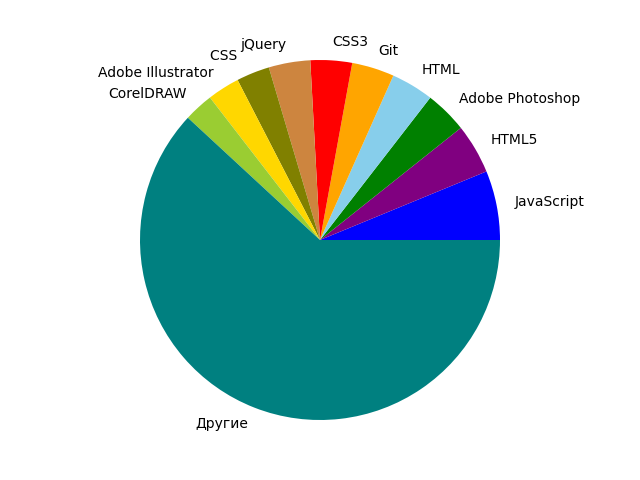 CSS3
jQuery
Git
CSS
HTML
Adobe Illustrator
CorelDRAW
Adobe Photoshop
HTML5
JavaScript
Другие